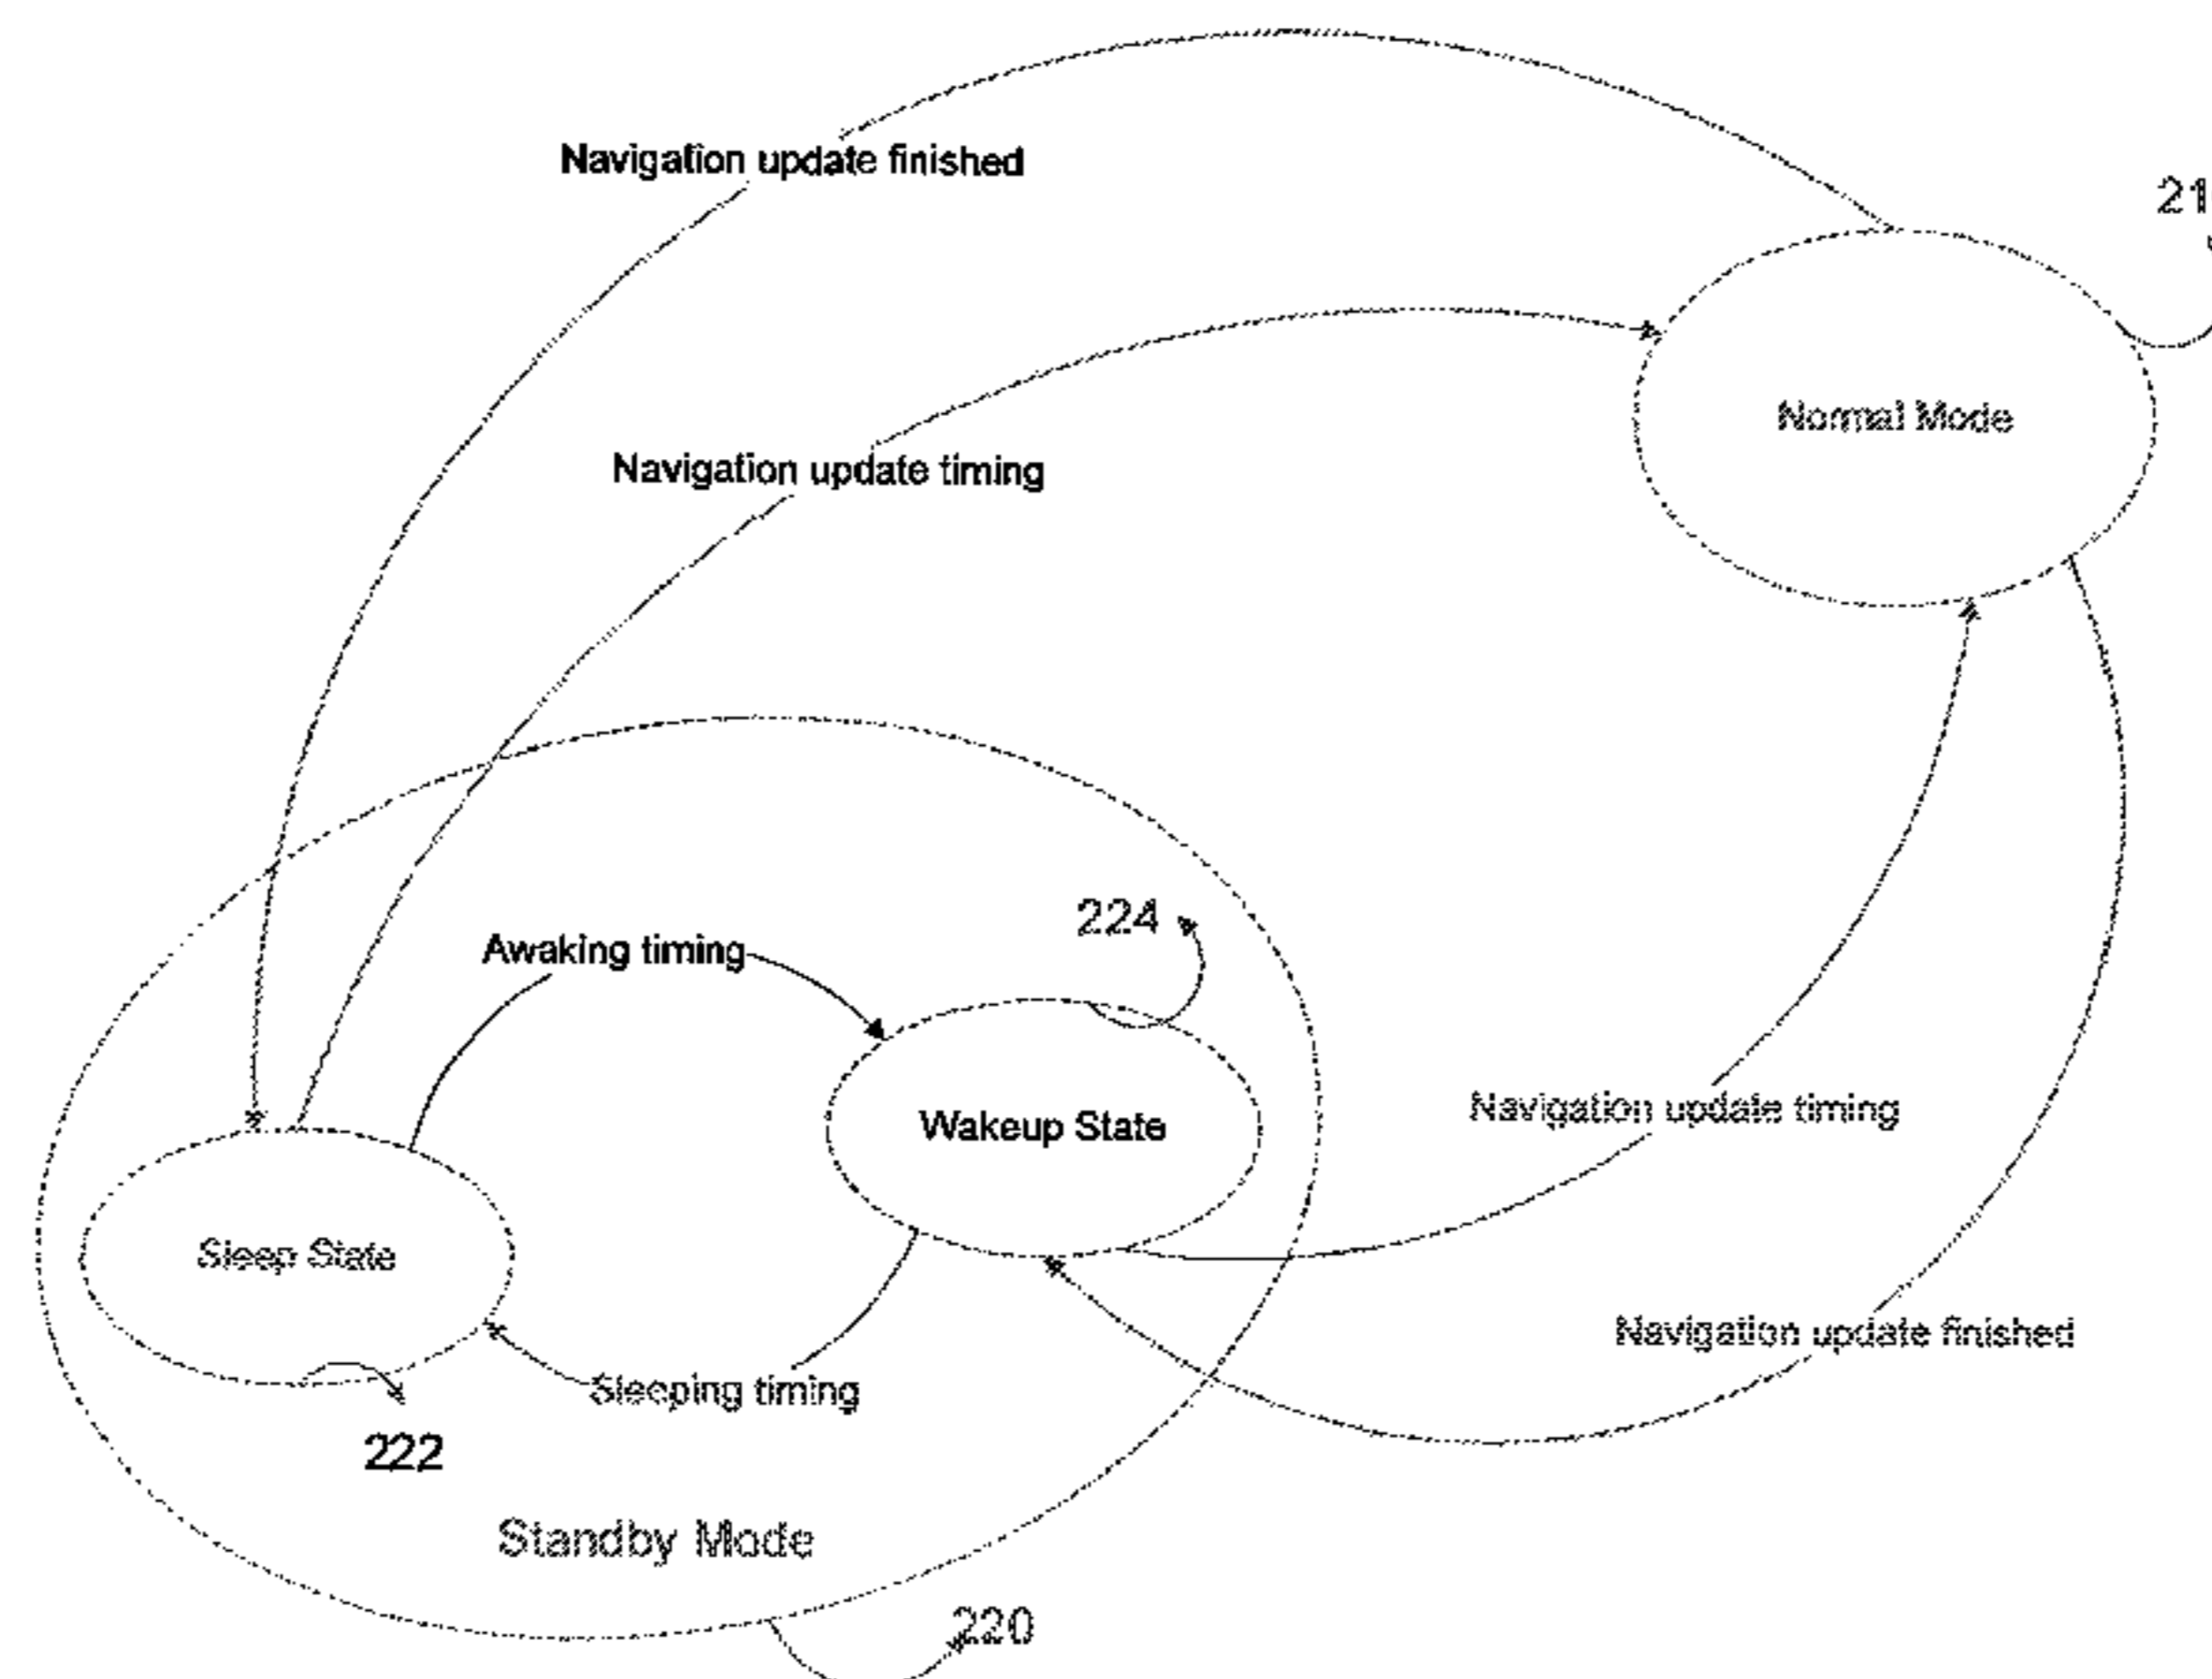 Navigation update finished
21
Navigation update timing
Normal Mode
224
Awaking timing
Wakeup State
Navigation update timing
Sleep State
Navigation update finished
Sleeping timing
222
Standby Mode
220